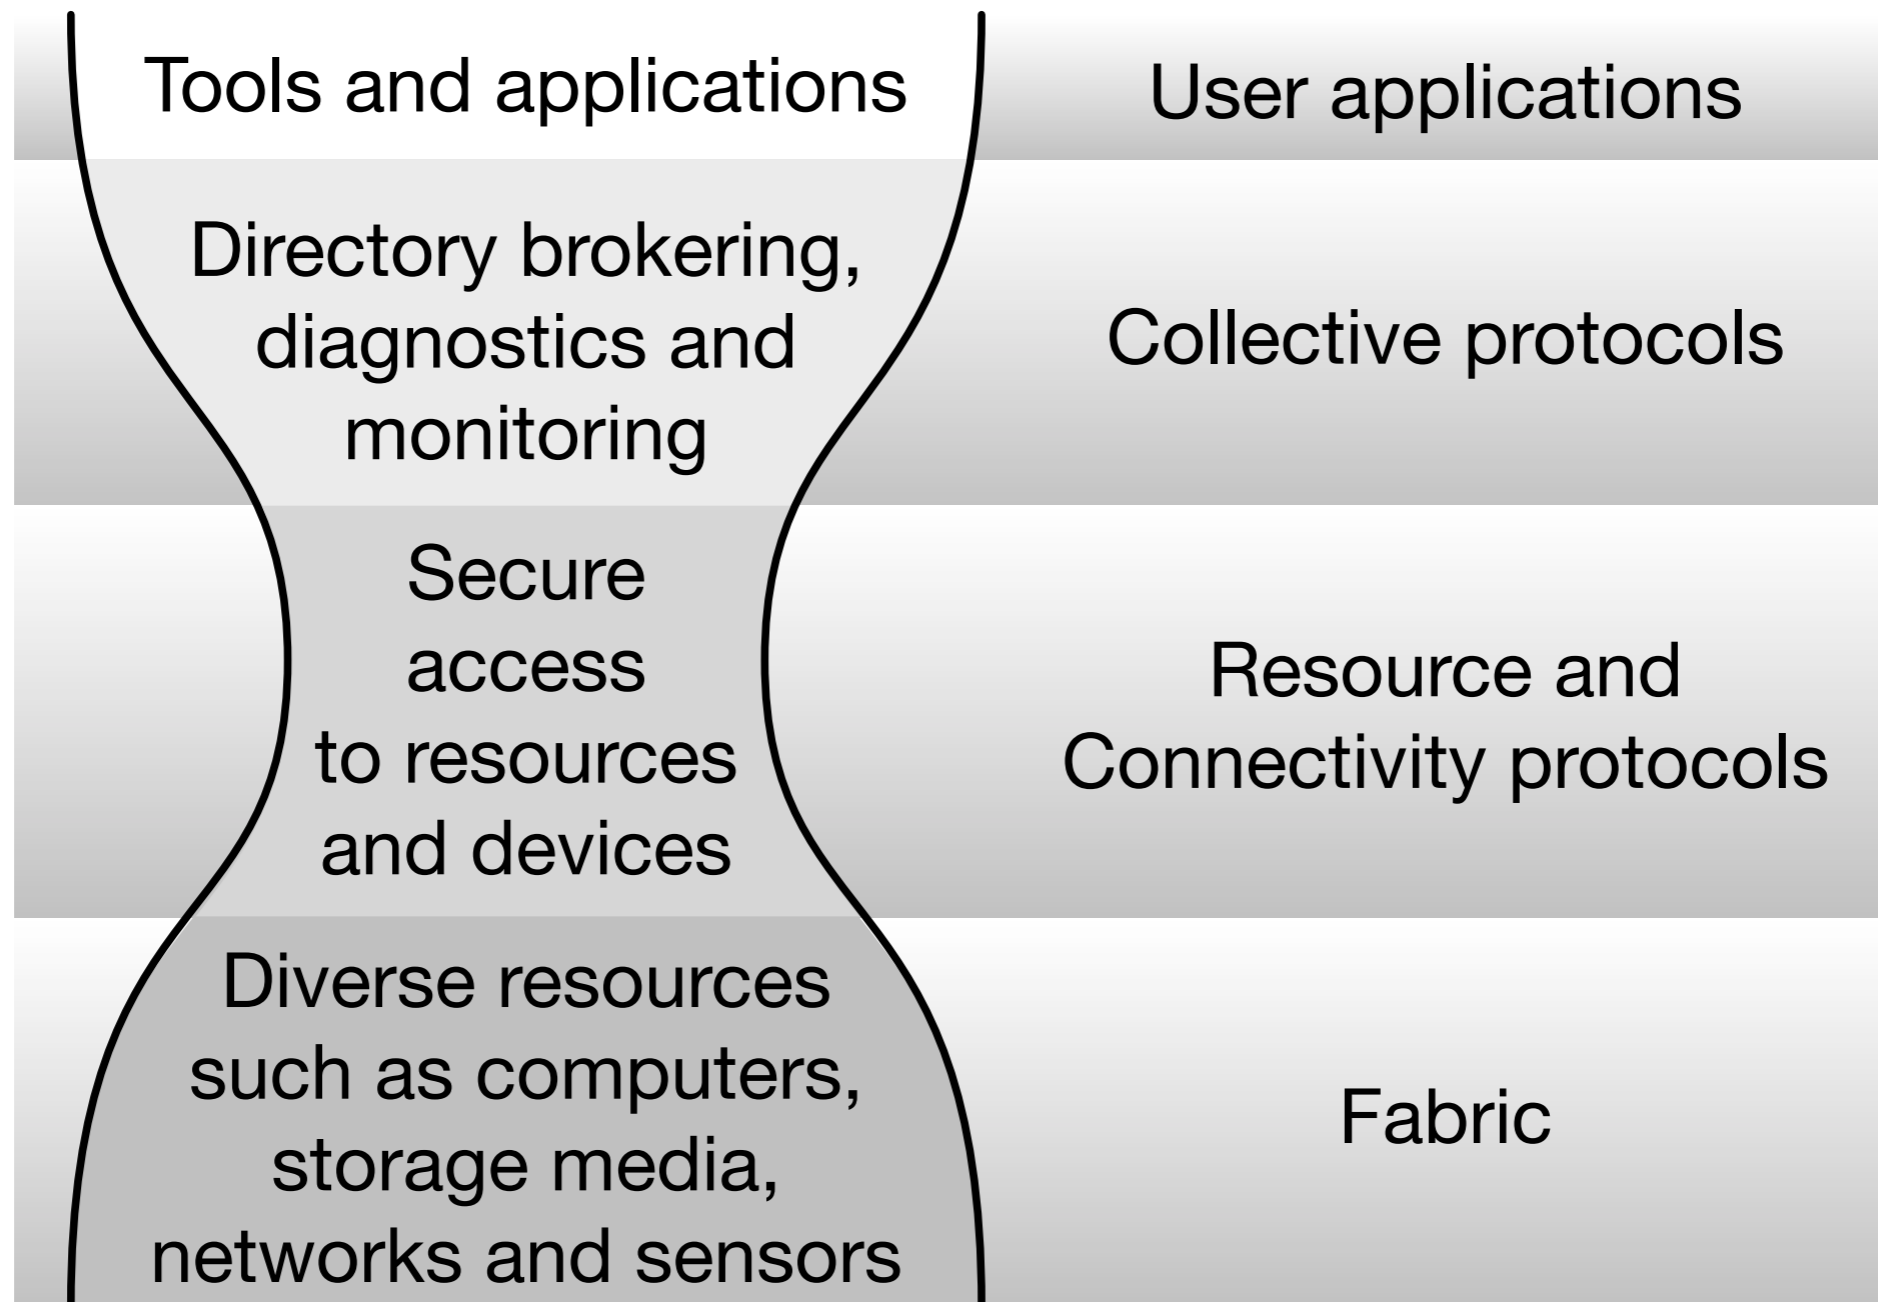 Tools and applications
User applications
Directory brokering,
diagnostics and
monitoring
Collective protocols
Secure
access
to resources
and devices
Resource and
Connectivity protocols
Diverse resources
such as computers,
storage media,
networks and sensors
Fabric